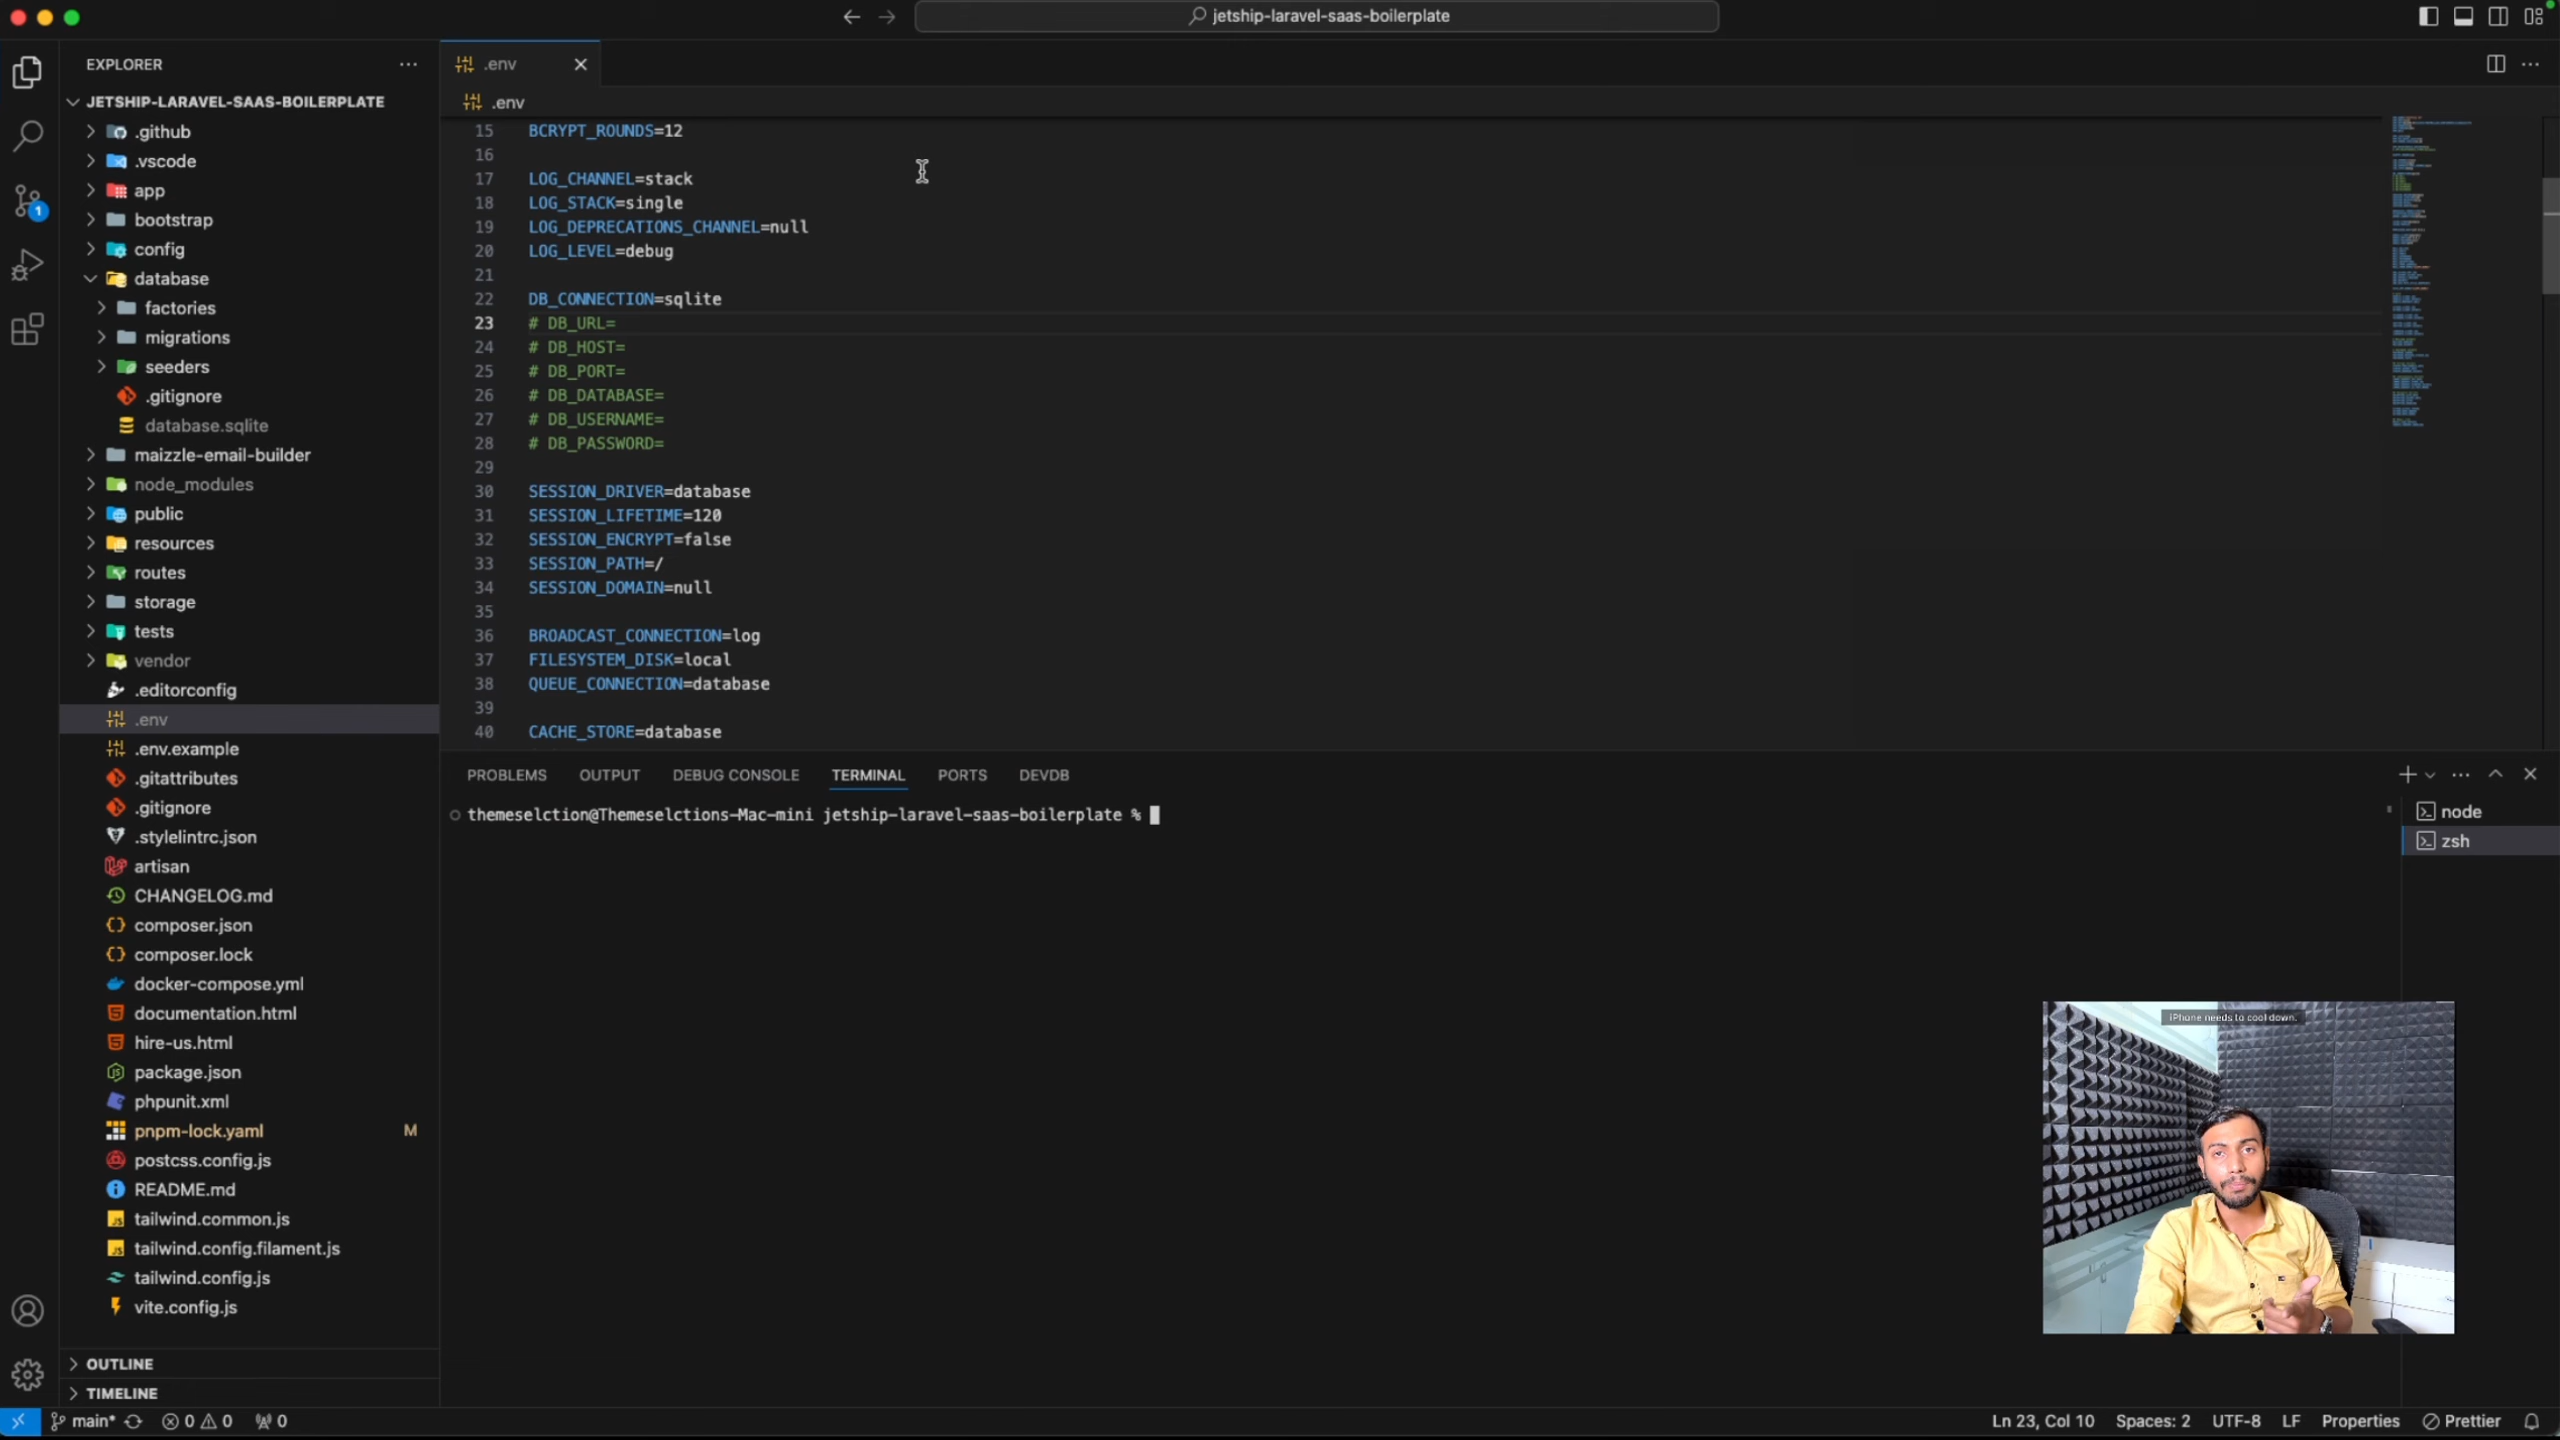 jetship-laravel-saas-boilerplate
EXPLORER
JETSHIP-LARAVEL-SAAS-BOILERPLATE
.github
.vscode
app
bootstrap
config
database
factories
migrations
seeders
.gitignore
database.sqlite
maizzle-email-builder
node_modules
public
resources
routes
storage
tests
vendor
.editorconfig
.env
.env.example
.gitattributes
.gitignore
.stylelintrc.json
artisan
CHANGELOG.md
composer.json
composer.lock
docker-compose.yml
documentation.html
hire-us.html
package.json
phpunit.xml
pnpm-lock.yaml M
postcss.config.js
README.md
tailwind.common.js
tailwind.config.filament.js
tailwind.config.js
vite.config.js
OUTLINE
TIMELINE
1
.env
.env
15 BCRYPT_ROUNDS=12
16
17 LOG_CHANNEL=stack
18 LOG_STACK=single
19 LOG_DEPRECATIONS_CHANNEL=null
20 LOG_LEVEL=debug
21
22 DB_CONNECTION=sqlite
23 # DB_URL=
24 # DB_HOST=
25 # DB_PORT=
26 # DB_DATABASE=
27 # DB_USERNAME=
28 # DB_PASSWORD=
29
30 SESSION_DRIVER=database
31 SESSION_LIFETIME=120
32 SESSION_ENCRYPT=false
33 SESSION_PATH=/
34 SESSION_DOMAIN=null
35
36 BROADCAST_CONNECTION=log
37 FILESYSTEM_DISK=local
38 QUEUE_CONNECTION=database
39
40 CACHE_STORE=database
PROBLEMS OUTPUT DEBUG CONSOLE TERMINAL PORTS DEVDB
themeselction@Themeselctions-Mac-mini jetship-laravel-saas-boilerplate %
node
zsh
iPhone needs to cool down.
main* 0 0 0
Ln 23, Col 10 Spaces: 2 UTF-8 LF Properties Prettier